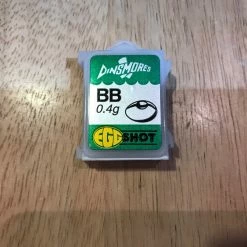 DINSMORES
BB
0.4g
EGG SHOT